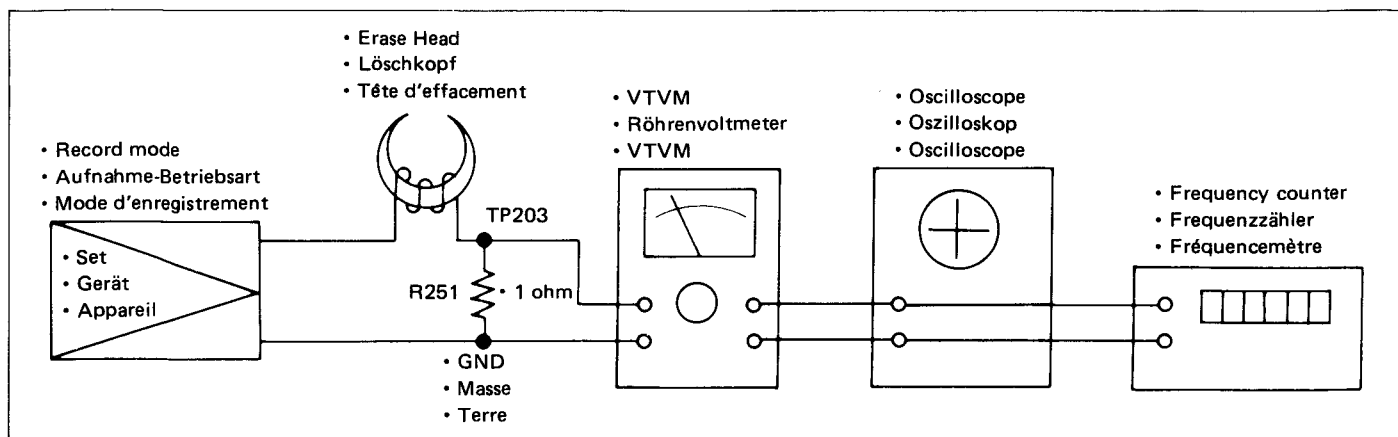 • Erase Head
• Löschkopf
• Tête d'effacement
• Record mode
• Aufnahme-Betriebsart
• Mode d'enregistrement
• Set
• Gerät
• Appareil
TP203
R251 • 1 ohm
• GND
• Masse
• Terre
• VTVM
• Röhrenvoltmeter
• VTVM
• Oscilloscope
• Oszilloskop
• Oscilloscope
• Frequency counter
• Frequenzzähler
• Fréquencemètre